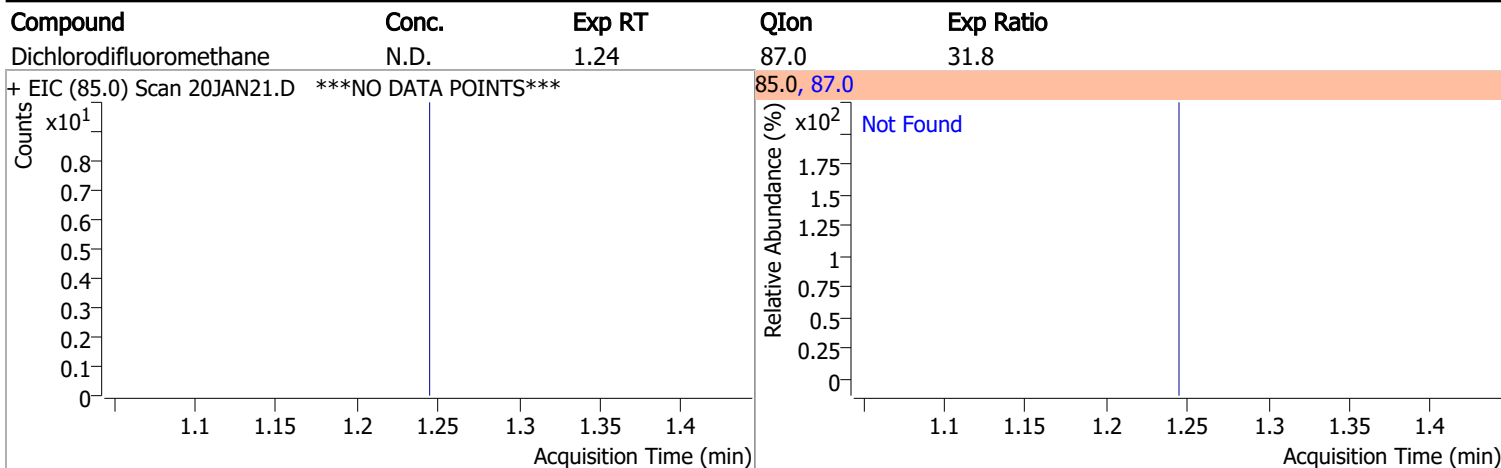 Compound Conc. Exp RT QIon Exp Ratio
Dichlorodifluoromethane N.D. 1.24 87.0 31.8
+ EIC (85.0) Scan 20JAN21.D ***NO DATA POINTS***
Counts
x10¹
0.8
0.7
0.6
0.5
0.4
0.3
0.2
0.1
0
1.1 1.15 1.2 1.25 1.3 1.35 1.4
Acquisition Time (min)
85.0, 87.0
Relative Abundance (%)
x10²
Not Found
1.75
1.5
1.25
1
0.75
0.5
0.25
0
1.1 1.15 1.2 1.25 1.3 1.35 1.4
Acquisition Time (min)